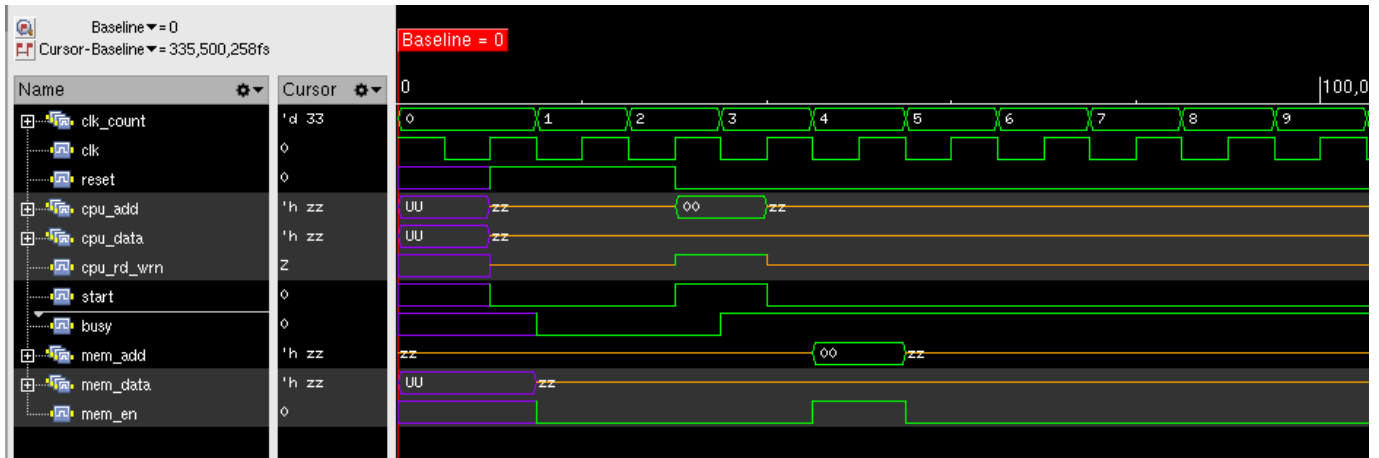 Baseline▼= 0
Cursor-Baseline▼= 335,500,258fs
Baseline = 0
Name Cursor 0 100,0
clk_count 'd 33 0 1 2 3 4 5 6 7 8 9
clk 0
reset 0
cpu_add 'h zz UU zz 00 zz
cpu_data 'h zz UU zz
cpu_rd_wrn Z
start 0
busy 0
mem_add 'h zz zz 00 zz
mem_data 'h zz UU zz
mem_en 0